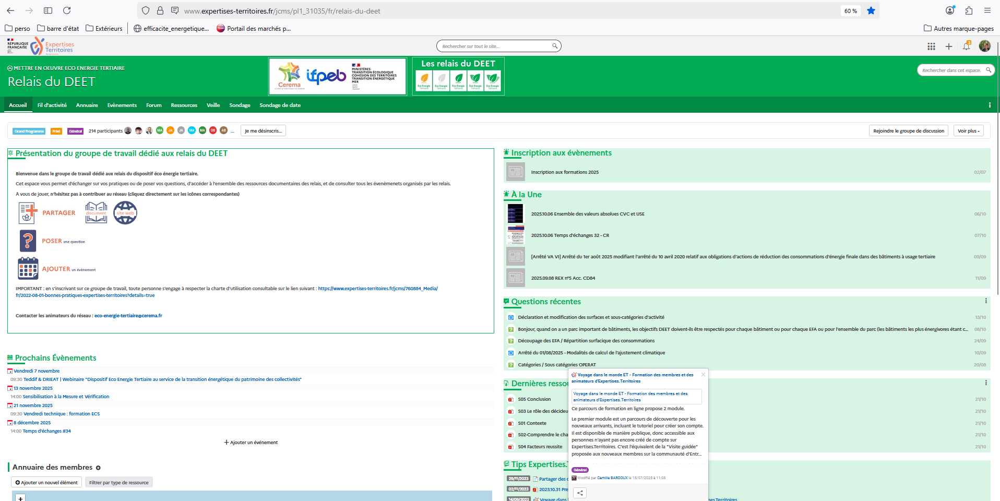 www.expertises-territoires.fr/jcms/pl1_31035/fr/relais-du-deet
60 %
perso
barre d'état
Extérieurs
efficacite_energetique...
Portail des marchés p...
Autres marque-pages
RÉPUBLIQUE
FRANÇAISE
Expertises
Territoires
Rechercher sur tout le site...
3
METTRE EN OEUVRE ECO ENERGIE TERTIAIRE
Relais du DEET
Cerema
ifpeb
MINISTÈRES
TRANSITION ÉCOLOGIQUE
COHÉSION DES TERRITOIRES
TRANSITION ÉNERGÉTIQUE
MER
Les relais du DEET
Eco Energie
Tertiaire
Eco Energie
Tertiaire
Eco Energie
Tertiaire
Eco Energie
Tertiaire
Eco Energie
Tertiaire
Rechercher dans cet espace.
Accueil
Fil d'activité
Annuaire
Evènements
Forum
Ressources
Veille
Sondage
Sondage de date
Grand Programme
Privé
Général
214 participants
MA
JA
JA
MA
MA
GB
AB
...
Je me désinscris...
Rejoindre le groupe de discussion
Voir plus
Présentation du groupe de travail dédié aux relais du DEET
Bienvenue dans le groupe de travail dédié aux relais du dispositif éco énergie tertiaire.
Cet espace vous permet d'échanger sur vos pratiques ou de poser vos questions, d'accéder à l'ensemble des ressources documentaires des relais, et de consulter tous les évenèmenets organisés par les relais.
À vous de jouer, n'hésitez pas à contribuer au réseau (cliquez directement sur les icônes correspondantes)
PARTAGER
document
site web
POSER une question
AJOUTER un évènement
IMPORTANT : en s'inscrivant sur ce groupe de travail, toute personne s'engage à respecter la charte d'utilisation consultable sur le lien suivant : https://www.expertises-territoires.fr/jcms/760884_Media/
fr/2022-08-01-bonnes-pratiques-expertises-territoires?details=true
Contacter les animateurs du réseau : eco-energie-tertiaire@cerema.fr
Prochains Évènements
Vendredi 7 novembre
09:30 Teddif & DRIEAT | Webinaire "Dispositif Eco Energie Tertiaire au service de la transition énergétique du patrimoine des collectivités"
13 novembre 2025
14:00 Sensibilisation à la Mesure et Vérification
21 novembre 2025
09:30 Vendredi technique : formation ECS
8 décembre 2025
14:00 Temps d'échanges #34
+ Ajouter un événement
Annuaire des membres
Ajouter un nouvel élément
Filtrer par type de ressource
+
Inscription aux évènements
Inscription aux formations 2025
02/07
À la Une
2025.10.06 Ensemble des valeurs absolues CVC et USE
06/10
2025.10.06 Temps d'échanges 32 - CR
07/10
[Arrêté VA VI] Arrêté du 1er août 2025 modifiant l'arrêté du 10 avril 2020 relatif aux obligations d'actions de réduction des consommations d'énergie finale dans des bâtiments à usage tertiaire
09/09
2025.09.08 REX n°5 Acc. CD84
11/09
Questions récentes
Déclaration et modification des surfaces et sous-catégories d'activité
13/10
Bonjour, quand on a un parc important de bâtiments, les objectifs DEET doivent-ils être respectés pour chaque bâtiment ou pour chaque EFA ou pour l'ensemble du parc (les bâtiments les plus énergivores étant c...
08/10
Découpage des EFA / Répartition surfacique des consommations
24/09
Arrêté du 01/08/2025 - Modalités de calcul de l'ajustement climatique
10/09
Catégories / Sous catégories OPERAT
20/08
Dernières resso
S05 Conclusion
21/10
S03 Le rôle des décideu
21/10
S01 Contexte
21/10
S02-Comprendre le cha
21/10
S04 Facteurs reussite
21/10
Tips Expertises.T
29/11/2023 Partager des c
02/11/2023 2023.10.31 Pre
14/09/2023 Voyage dans
ses.Territoires
Voyage dans le monde ET - Formation des membres et des
animateurs d'Expertises.Territoires
Voyage dans le monde ET - Formation des membres et des
animateurs d'Expertises.Territoires
Ce parcours de formation en ligne propose 2 module.
Le premier module est un parcours de découverte pour les
nouveaux arrivants, incluant le tutoriel pour créer son compte.
Il est disponible de manière publique, donc accessible aux
personnes n'ayant pas encore créé de compte sur
Expertises.Territoires. C'est l'équivalent de la "Visite guidée"
proposée aux nouveaux membres sur la communauté d'Entr...
Général
Modifié par Camille BARDOUX le 15/07/2025 à 11:05